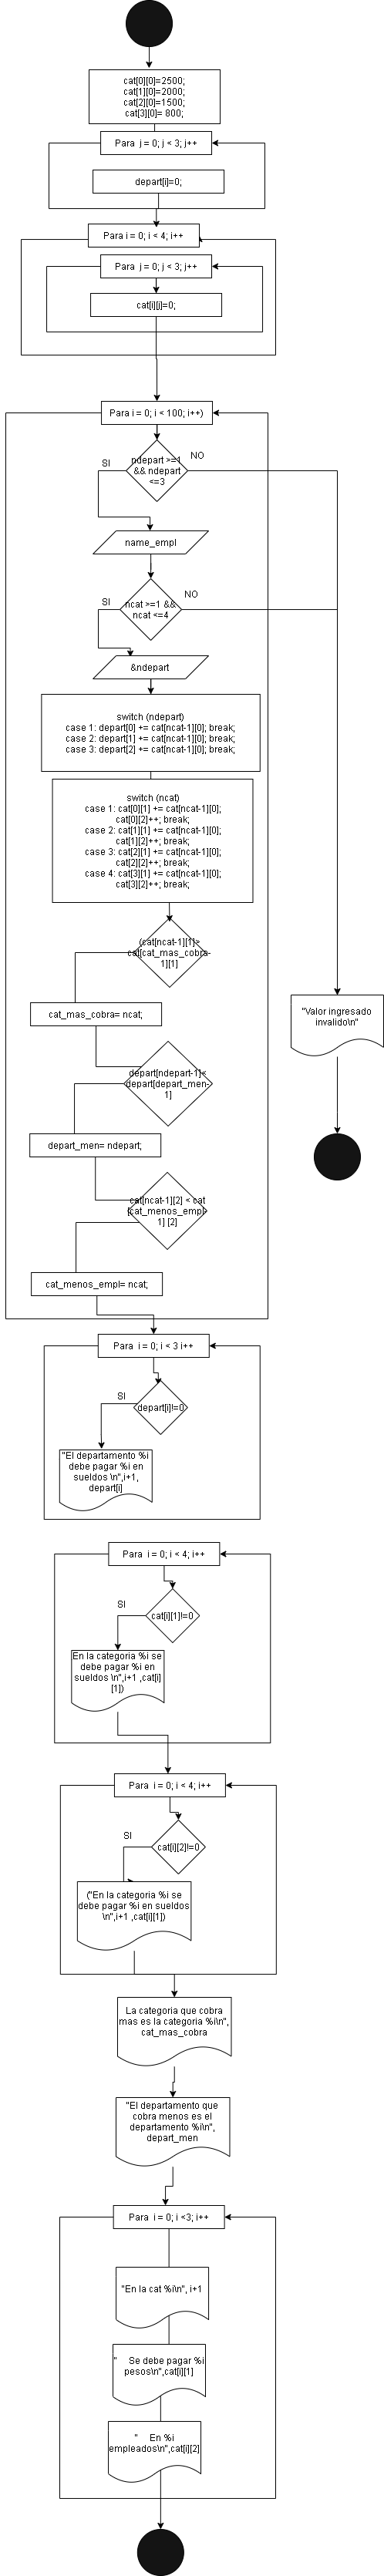 cat[0][0]=2500;
cat[1][0]=2000;
cat[2][0]=1500;
cat[3][0]= 800;
Para j = 0; j < 3; j++
depart[i]=0;
Para i = 0; i < 4; i++
Para j = 0; j < 3; j++
cat[i][i]=0;
Para i = 0; i < 100; i++)
ndepart >=1
&& ndepart
<=3
SI
NO
name_empl
ncat >=1 &&
ncat <=4
SI
NO
&ndepart
switch (ndepart)
case 1: depart[0] += cat[ncat-1][0]; break;
case 2: depart[1] += cat[ncat-1][0]; break;
case 3: depart[2] += cat[ncat-1][0]; break;
switch (ncat)
case 1: cat[0][1] += cat[ncat-1][0];
cat[0][2]++; break;
case 2: cat[1][1] += cat[ncat-1][0];
cat[1][2]++; break;
case 3: cat[2][1] += cat[ncat-1][0];
cat[2][2]++; break;
case 4: cat[3][1] += cat[ncat-1][0];
cat[3][2]++; break;
(cat[ncat-1][1]>
cat[cat_mas_cobra-
1][1]
cat_mas_cobra= ncat;
"Valor ingresado
invalido\n"
depart[ndepart-1]<
depart[depart_men-
1]
depart_men= ndepart;
cat[ncat-1][2] < cat
[cat_menos_empl-
1] [2]
cat_menos_empl= ncat;
Para i = 0; i < 3 i++
SI
depart[i]!=0
"El departamento %i
debe pagar %i en
sueldos \n",i+1,
depart[i]
Para i = 0; i < 4; i++
SI
cat[i][1]!=0
En la categoria %i se
debe pagar %i en
sueldos \n",i+1 ,cat[i]
[1])
Para i = 0; i < 4; i++
SI
cat[i][2]!=0
("En la categoria %i se
debe pagar %i en sueldos
\n",i+1 ,cat[i][1])
La categoria que cobra
mas es la categoria %i\n",
cat_mas_cobra
"El departamento que
cobra menos es el
departamento %i\n",
depart_men
Para i = 0; i <3; i++
"En la cat %i\n", i+1
" Se debe pagar %i
pesos\n",cat[i][1]
" En %i
empleados\n",cat[i][2]